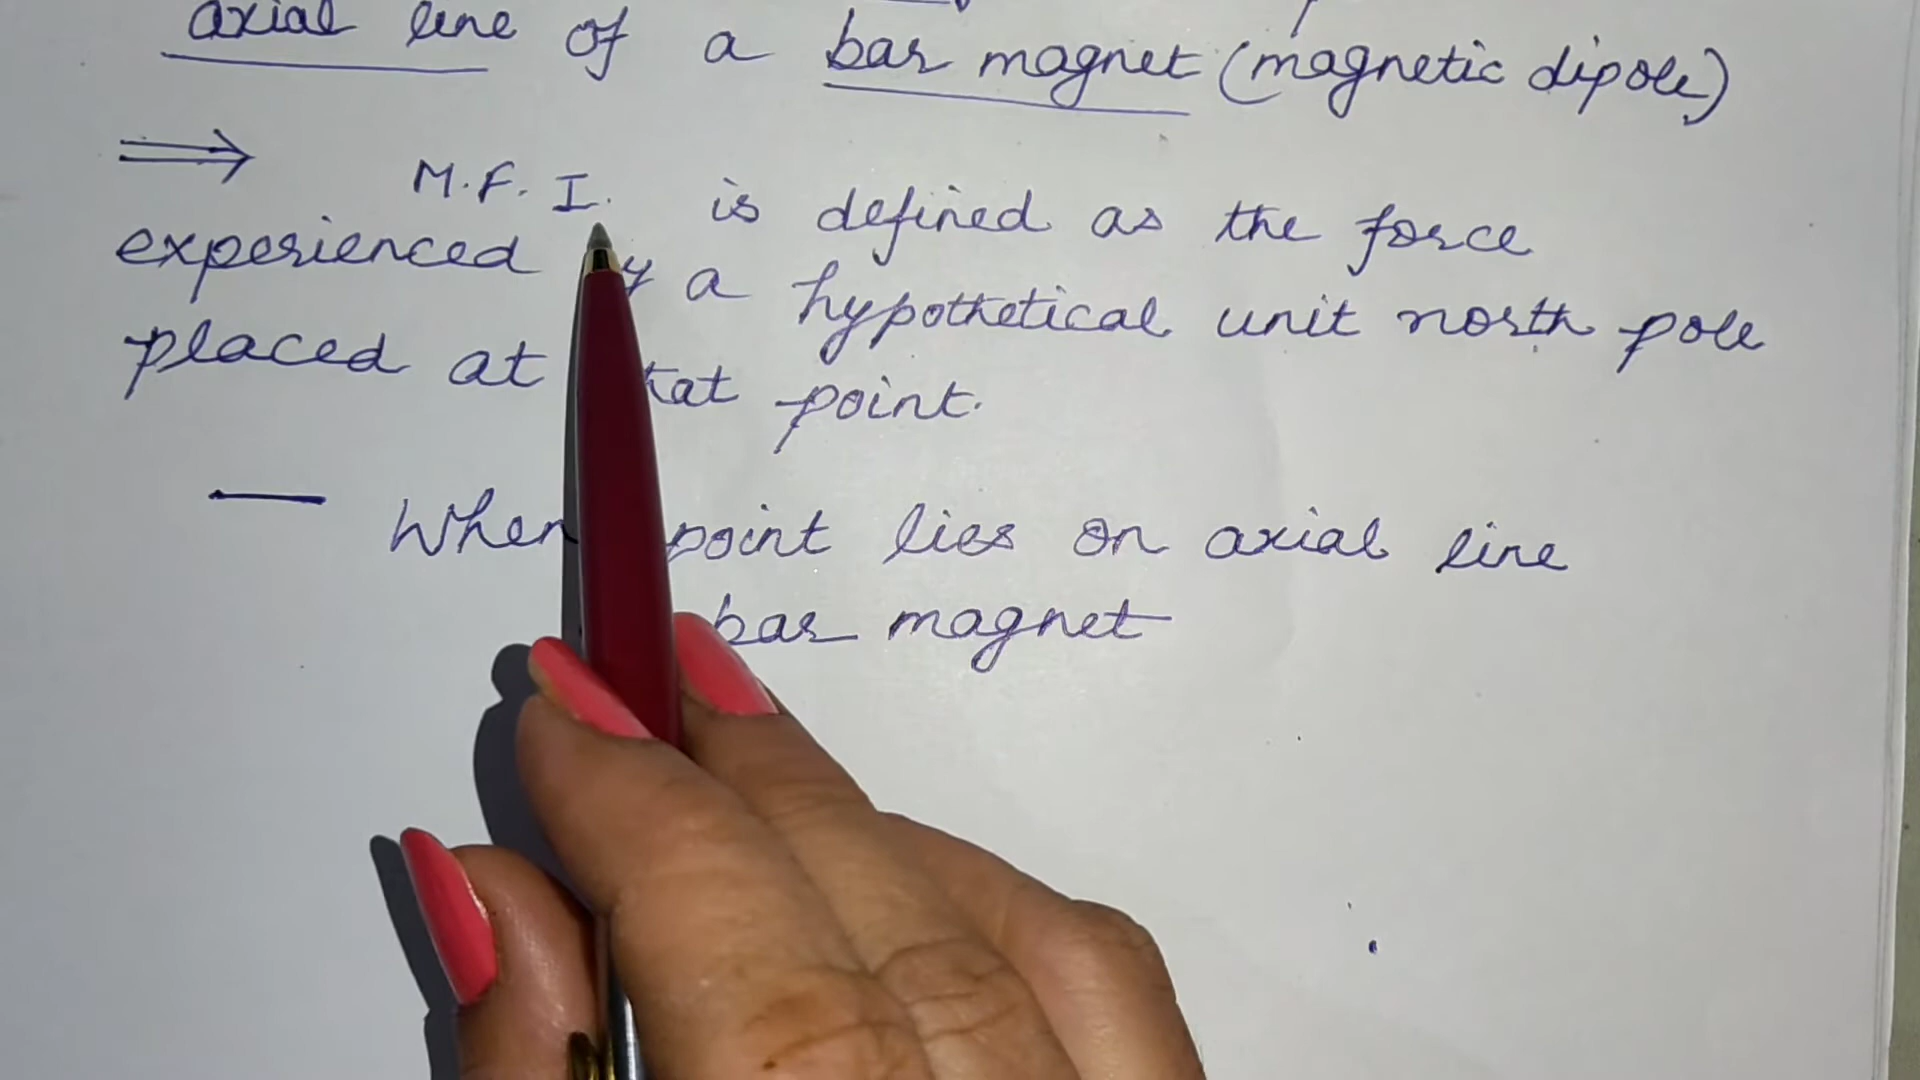 axial line of a bar magnet (magnetic dipole)
⇒ M.F.I. is defined as the force
experienced a hypothetical unit north pole
placed at point.
— When point lies on axial line
bar magnet